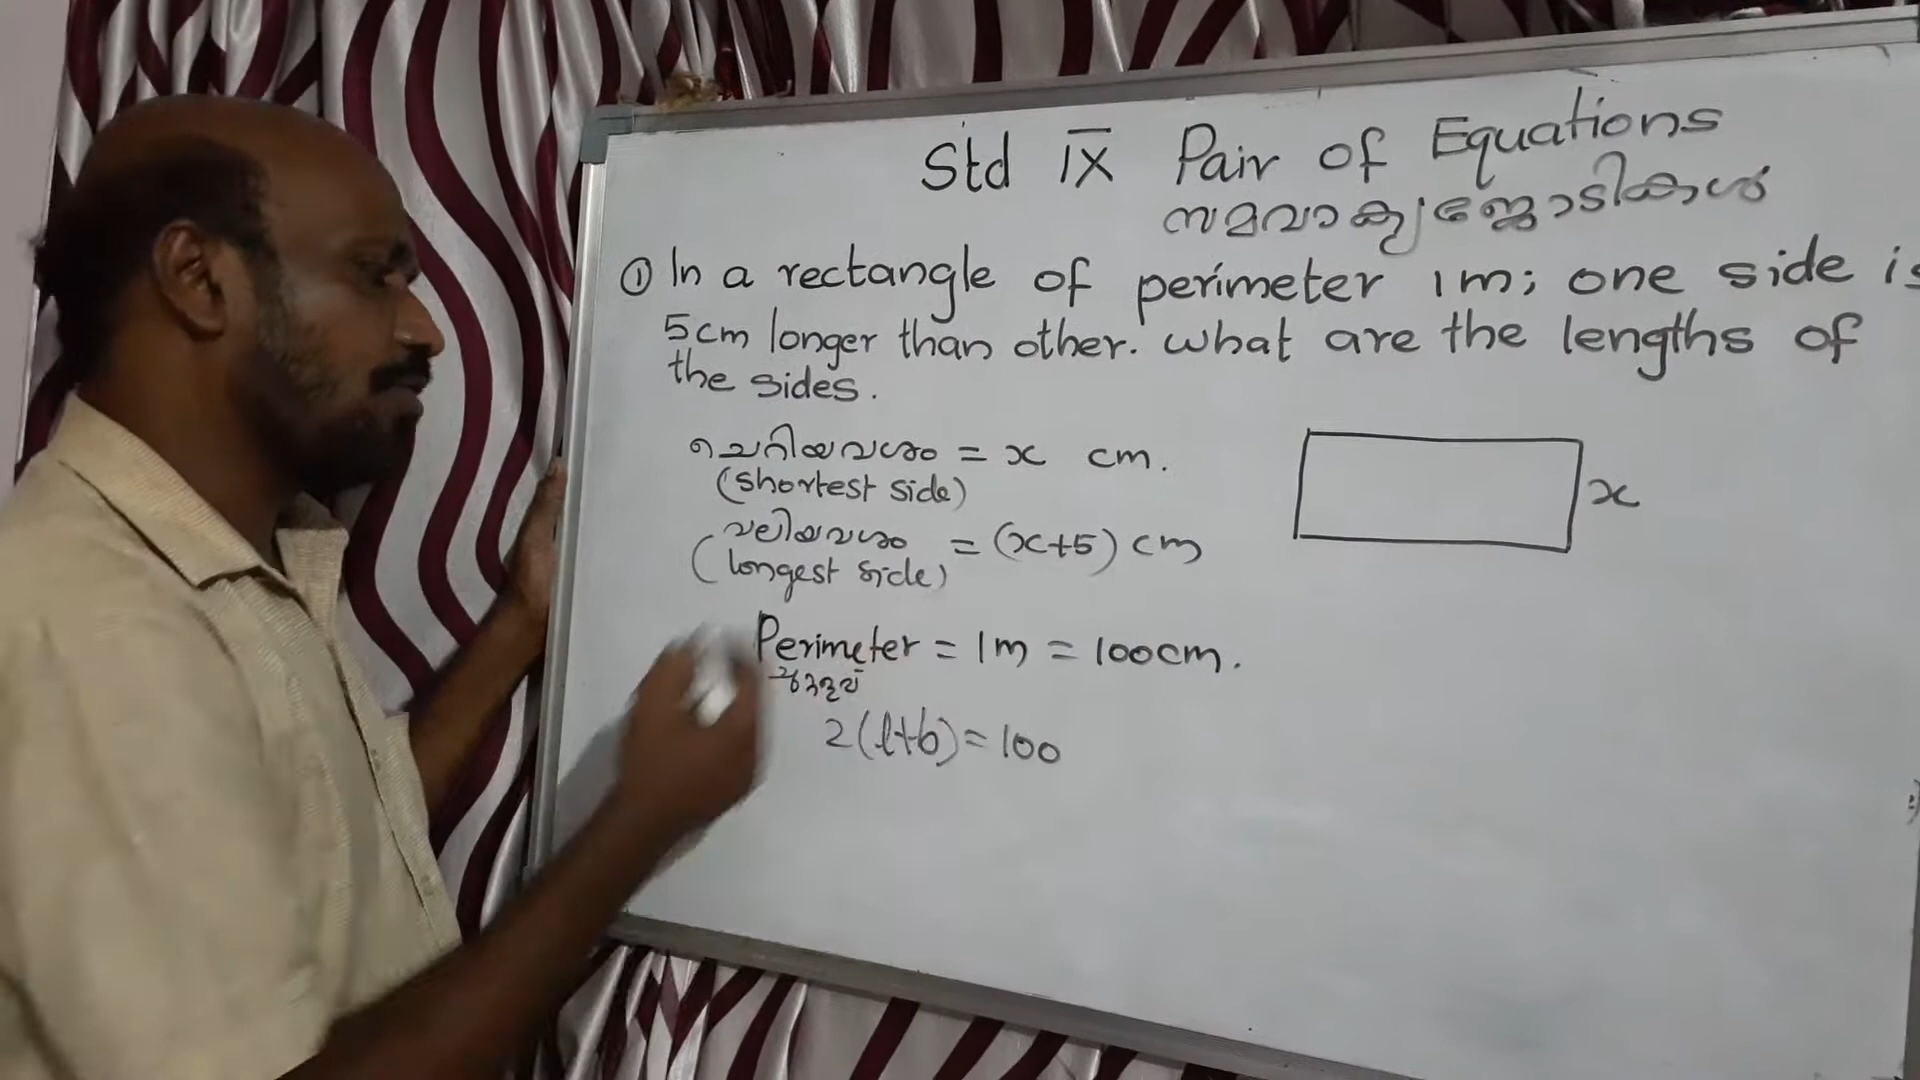 Std IX Pair of Equations
സമവാക്യജോടികൾ
① In a rectangle of perimeter 1m; one side is
5cm longer than other. what are the lengths of
the sides.
ചെറിയവശം = x cm.
(shortest side)
വലിയവശം = (x+5) cm
(longest side)
x
Perimeter = 1m = 100cm.
ചുറ്റളവ്
2(l+b) = 100